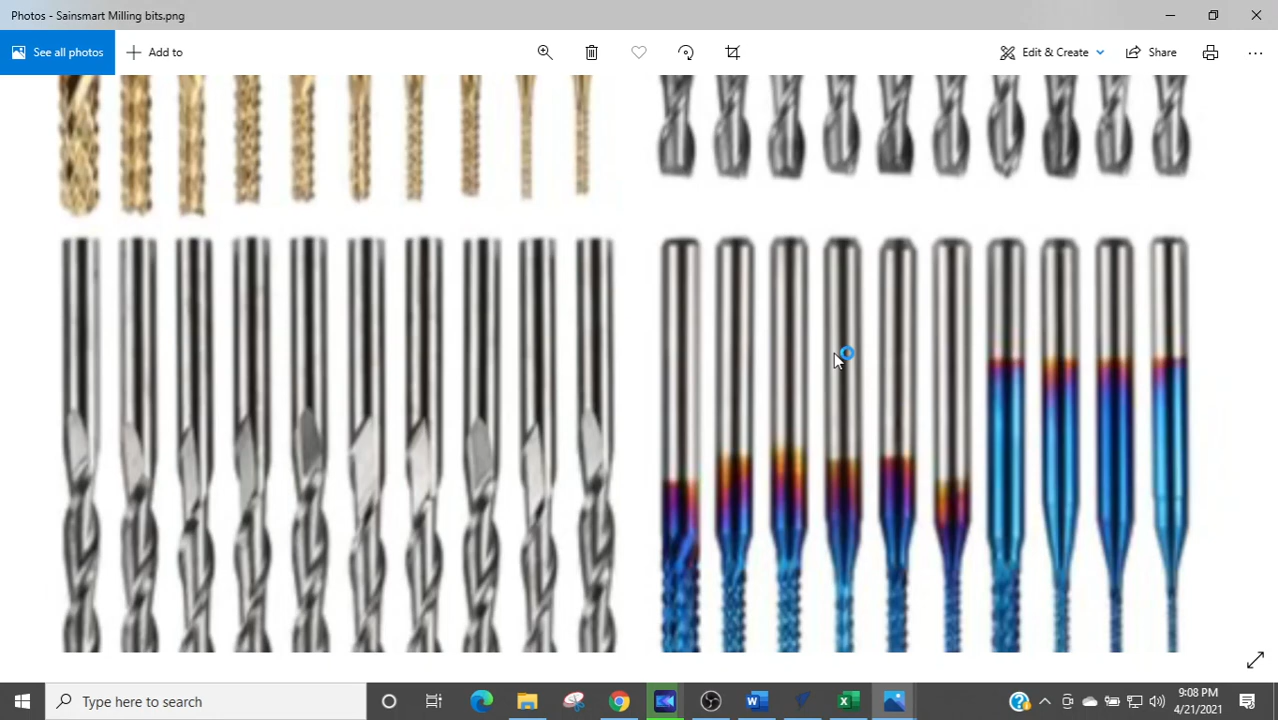 Photos - Sainsmart Milling bits.png
See all photos
Add to
Edit & Create
Share
Type here to search
9:08 PM
4/21/2021